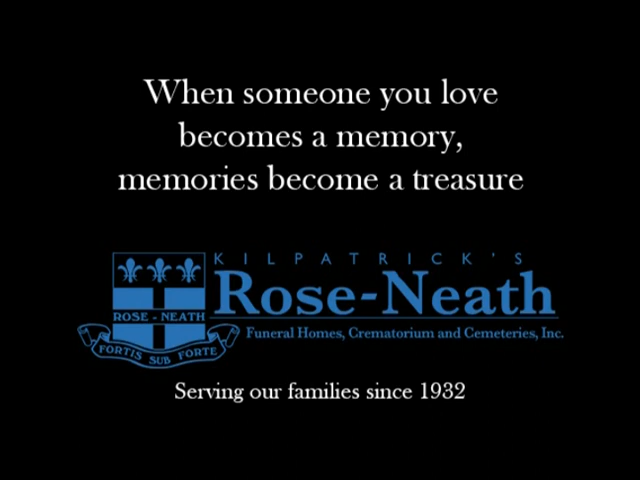 When someone you love
becomes a memory,
memories become a treasure
KILPATRICK'S
Rose-Neath
ROSE - NEATH
Funeral Homes, Crematorium and Cemeteries, Inc.
FORTIS SUB FORTE
Serving our families since 1932